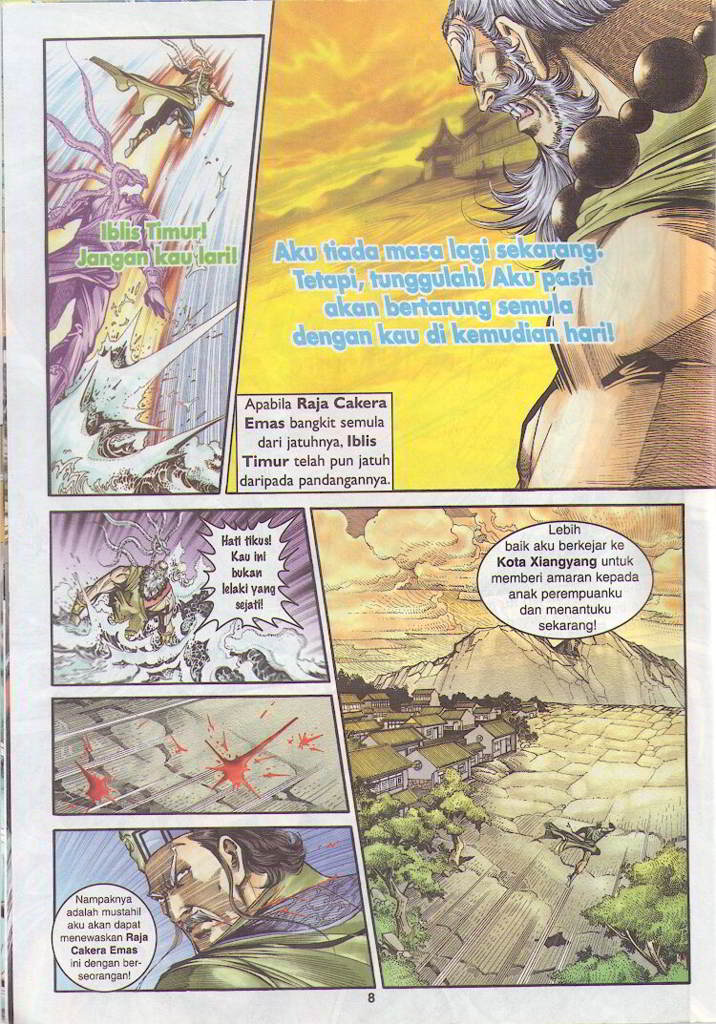 Iblis Timur!
Jangan kau lari!
Aku tiada masa lagi sekarang.
Tetapi, tunggulah! Aku pasti
akan bertarung semula
dengan kau di kemudian hari!
Apabila Raja Cakera
Emas bangkit semula
dari jatuhnya, Iblis
Timur telah pun jatuh
daripada pandangannya.
Hati tikus!
Kau ini
bukan
lelaki yang
sejati!
Lebih
baik aku berkejar ke
Kota Xiangyang untuk
memberi amaran kepada
anak perempuanku
dan menantuku
sekarang!
Nampaknya
adalah mustahil
aku akan dapat
menewaskan Raja
Cakera Emas
ini dengan ber-
seorangan!
8